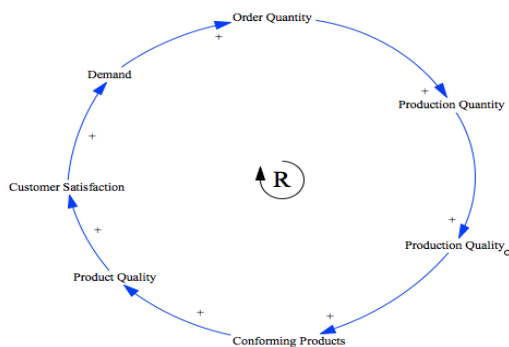 Order Quantity
+
Demand
+
Production Quantity
+
R
Customer Satisfaction
+
+
Production Quality
Product Quality
+
+
Conforming Products
+